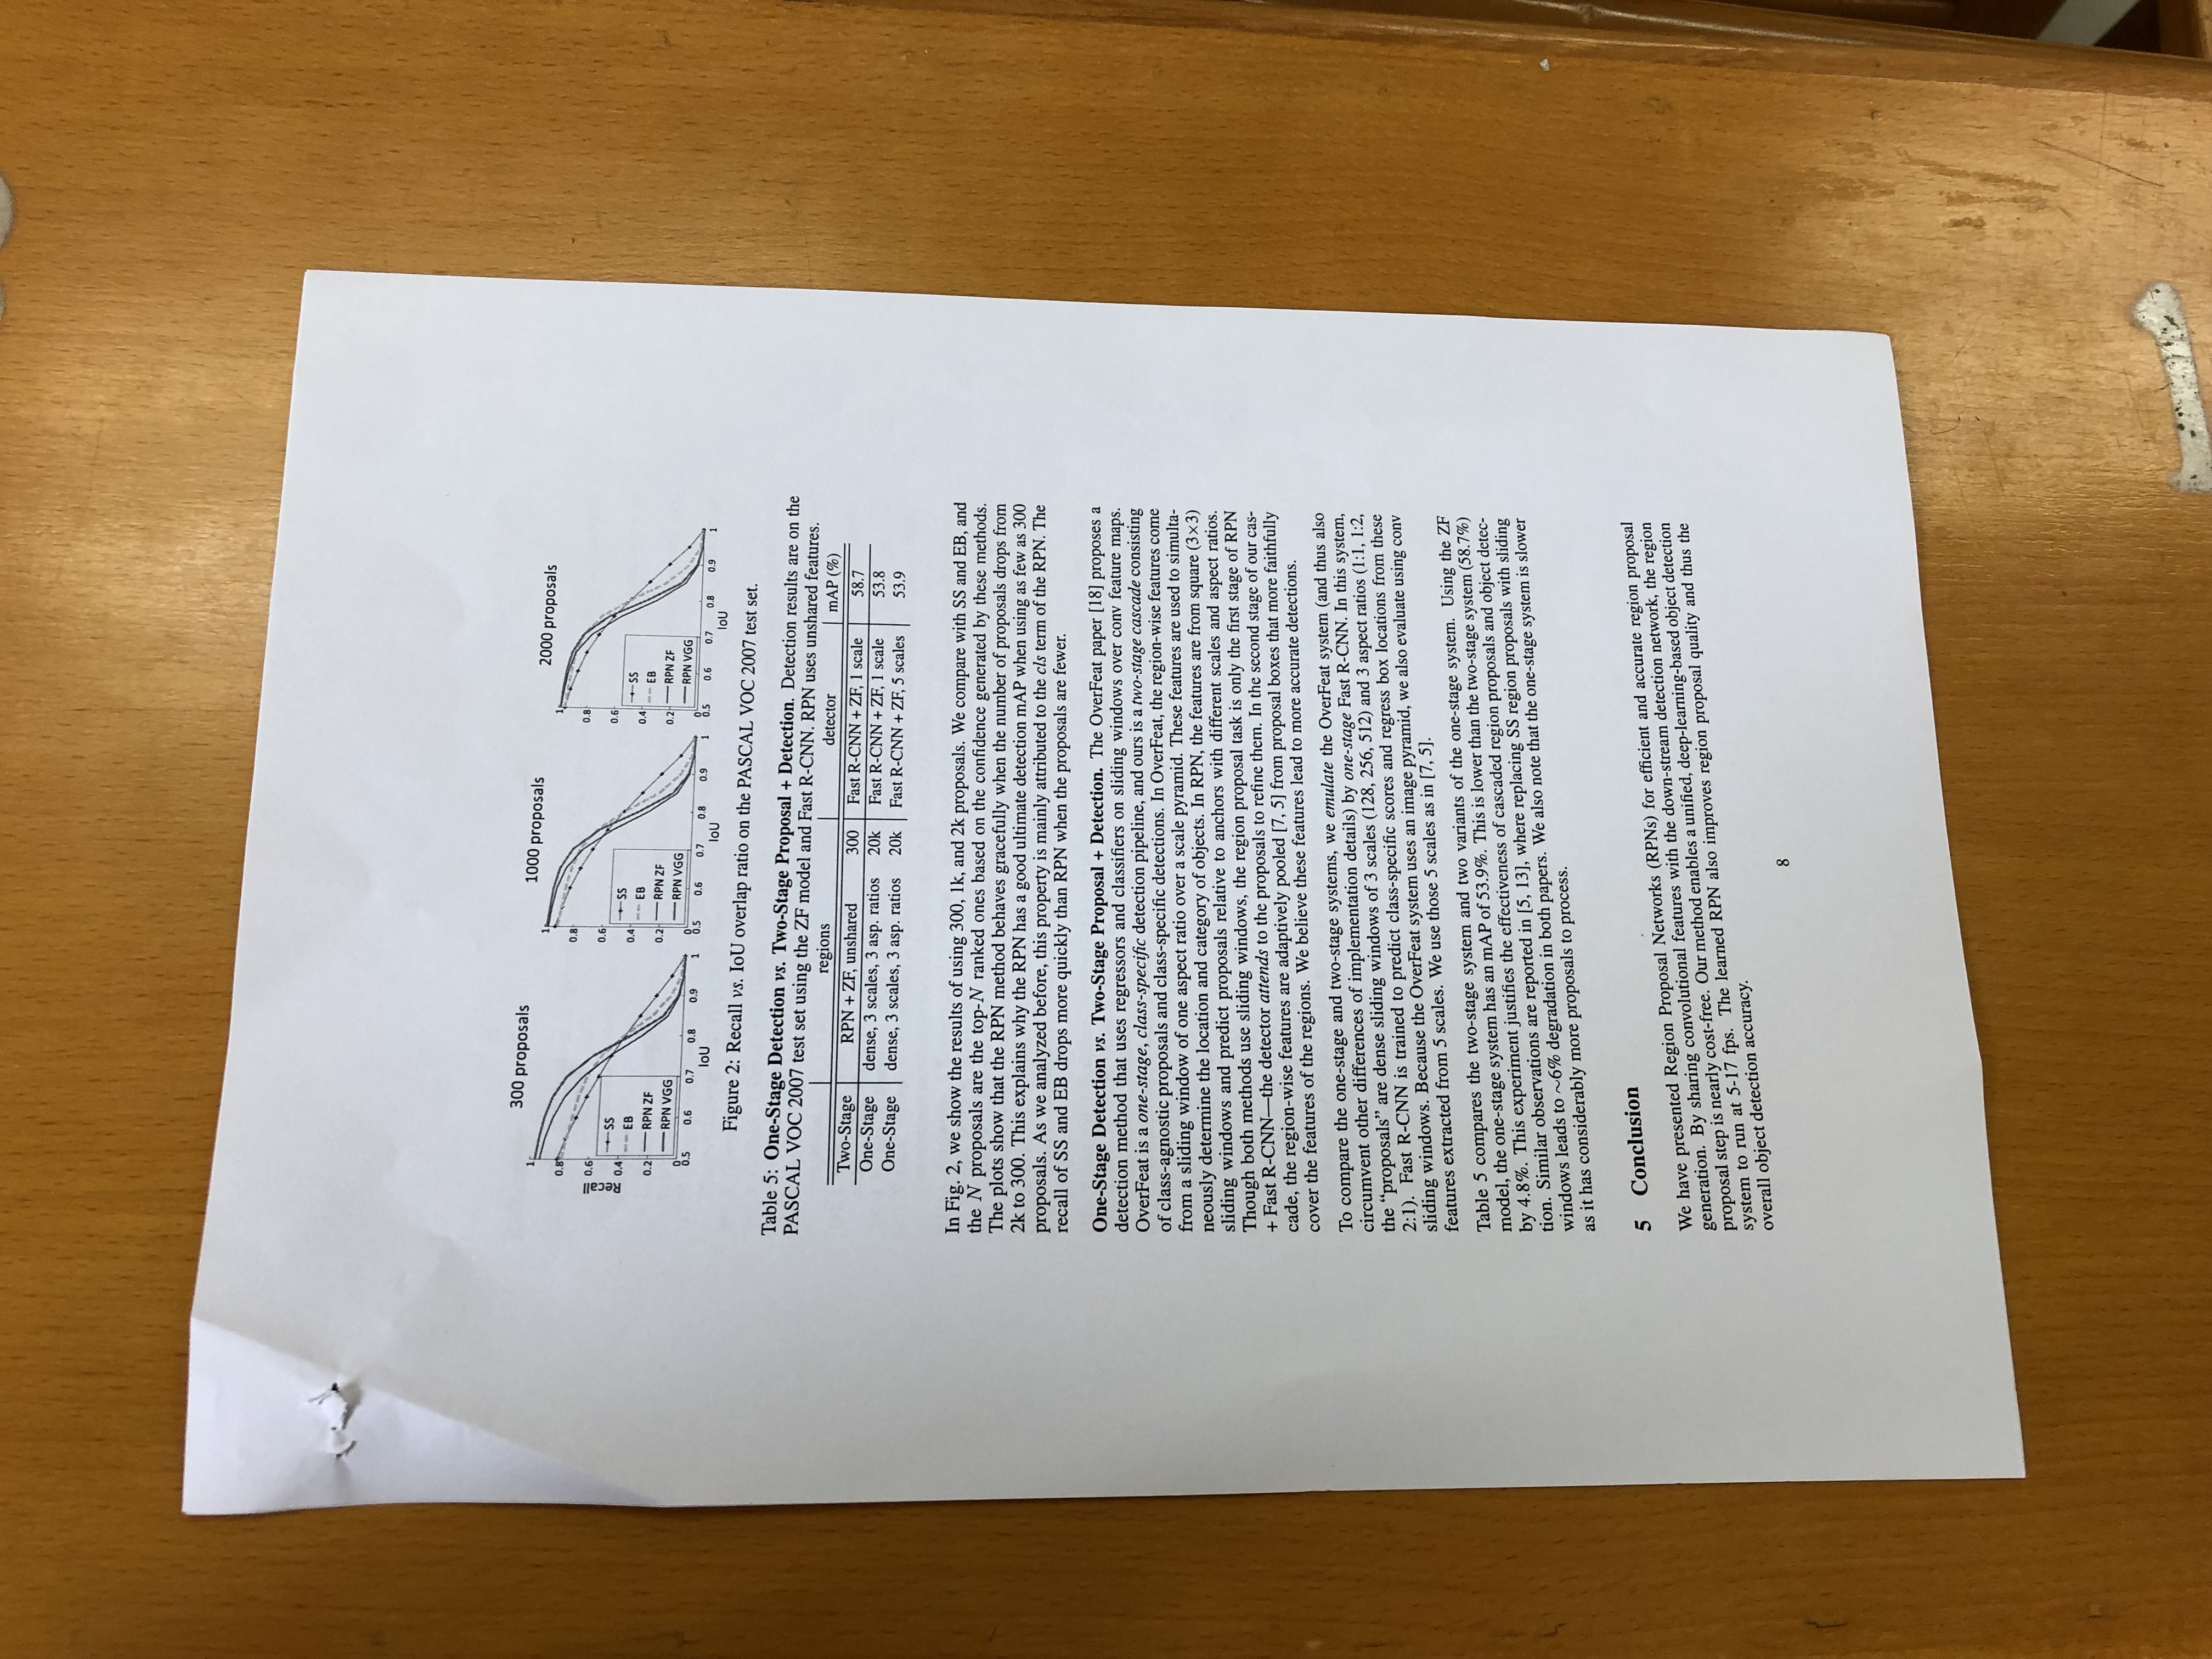 300 proposals
1
0.8
0.6
0.4
0.2
0
Recall
SS
EB
RPN ZF
RPN VGG
0.5 0.6 0.7 0.8 0.9 1
IoU
1000 proposals
1
0.8
0.6
0.4
0.2
0
SS
EB
RPN ZF
RPN VGG
0.5 0.6 0.7 0.8 0.9 1
IoU
2000 proposals
1
0.8
0.6
0.4
0.2
0
SS
EB
RPN ZF
RPN VGG
0.5 0.6 0.7 0.8 0.9 1
IoU
Figure 2: Recall vs. IoU overlap ratio on the PASCAL VOC 2007 test set.
Table 5: One-Stage Detection vs. Two-Stage Proposal + Detection. Detection results are on the
PASCAL VOC 2007 test set using the ZF model and Fast R-CNN. RPN uses unshared features.
regions detector mAP (%)
Two-Stage RPN + ZF, unshared 300 Fast R-CNN + ZF, 1 scale 58.7
One-Stage dense, 3 scales, 3 asp. ratios 20k Fast R-CNN + ZF, 1 scale 53.8
One-Stage dense, 3 scales, 3 asp. ratios 20k Fast R-CNN + ZF, 5 scales 53.9
In Fig. 2, we show the results of using 300, 1k, and 2k proposals. We compare with SS and EB, and
the N proposals are the top-N ranked ones based on the confidence generated by these methods.
The plots show that the RPN method behaves gracefully when the number of proposals drops from
2k to 300. This explains why the RPN has a good ultimate detection mAP when using as few as 300
proposals. As we analyzed before, this property is mainly attributed to the cls term of the RPN. The
recall of SS and EB drops more quickly than RPN when the proposals are fewer.
One-Stage Detection vs. Two-Stage Proposal + Detection. The OverFeat paper [18] proposes a
detection method that uses regressors and classifiers on sliding windows over conv feature maps.
OverFeat is a one-stage, class-specific detection pipeline, and ours is a two-stage cascade consisting
of class-agnostic proposals and class-specific detections. In OverFeat, the region-wise features come
from a sliding window of one aspect ratio over a scale pyramid. These features are used to simulta-
neously determine the location and category of objects. In RPN, the features are from square (3×3)
sliding windows and predict proposals relative to anchors with different scales and aspect ratios.
Though both methods use sliding windows, the region proposal task is only the first stage of RPN
+ Fast R-CNN—the detector attends to the proposals to refine them. In the second stage of our cas-
cade, the region-wise features are adaptively pooled [7, 5] from proposal boxes that more faithfully
cover the features of the regions. We believe these features lead to more accurate detections.
To compare the one-stage and two-stage systems, we emulate the OverFeat system (and thus also
circumvent other differences of implementation details) by one-stage Fast R-CNN. In this system,
the “proposals” are dense sliding windows of 3 scales (128, 256, 512) and 3 aspect ratios (1:1, 1:2,
2:1). Fast R-CNN is trained to predict class-specific scores and regress box locations from these
sliding windows. Because the OverFeat system uses an image pyramid, we also evaluate using conv
features extracted from 5 scales. We use those 5 scales as in [7, 5].
Table 5 compares the two-stage system and two variants of the one-stage system. Using the ZF
model, the one-stage system has an mAP of 53.9%. This is lower than the two-stage system (58.7%)
by 4.8%. This experiment justifies the effectiveness of cascaded region proposals and object detec-
tion. Similar observations are reported in [5, 13], where replacing SS region proposals with sliding
windows leads to ∼6% degradation in both papers. We also note that the one-stage system is slower
as it has considerably more proposals to process.
5 Conclusion
We have presented Region Proposal Networks (RPNs) for efficient and accurate region proposal
generation. By sharing convolutional features with the down-stream detection network, the region
proposal step is nearly cost-free. Our method enables a unified, deep-learning-based object detection
system to run at 5-17 fps. The learned RPN also improves region proposal quality and thus the
overall object detection accuracy.
8